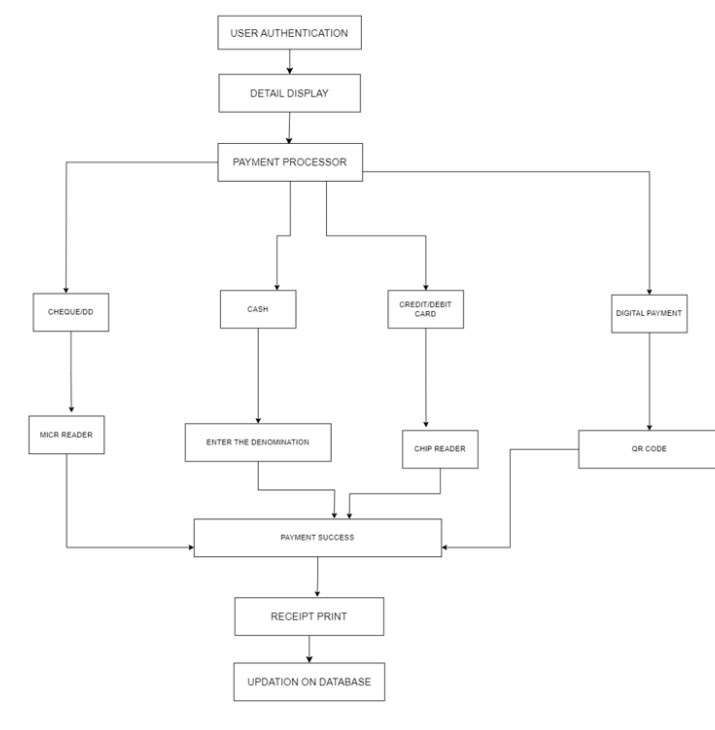 USER AUTHENTICATION
DETAIL DISPLAY
PAYMENT PROCESSOR
CHEQUE/DD
CASH
CREDIT/DEBIT
CARD
DIGITAL PAYMENT
MICR READER
ENTER THE DENOMINATION
CHIP READER
QR CODE
PAYMENT SUCCESS
RECEIPT PRINT
UPDATION ON DATABASE